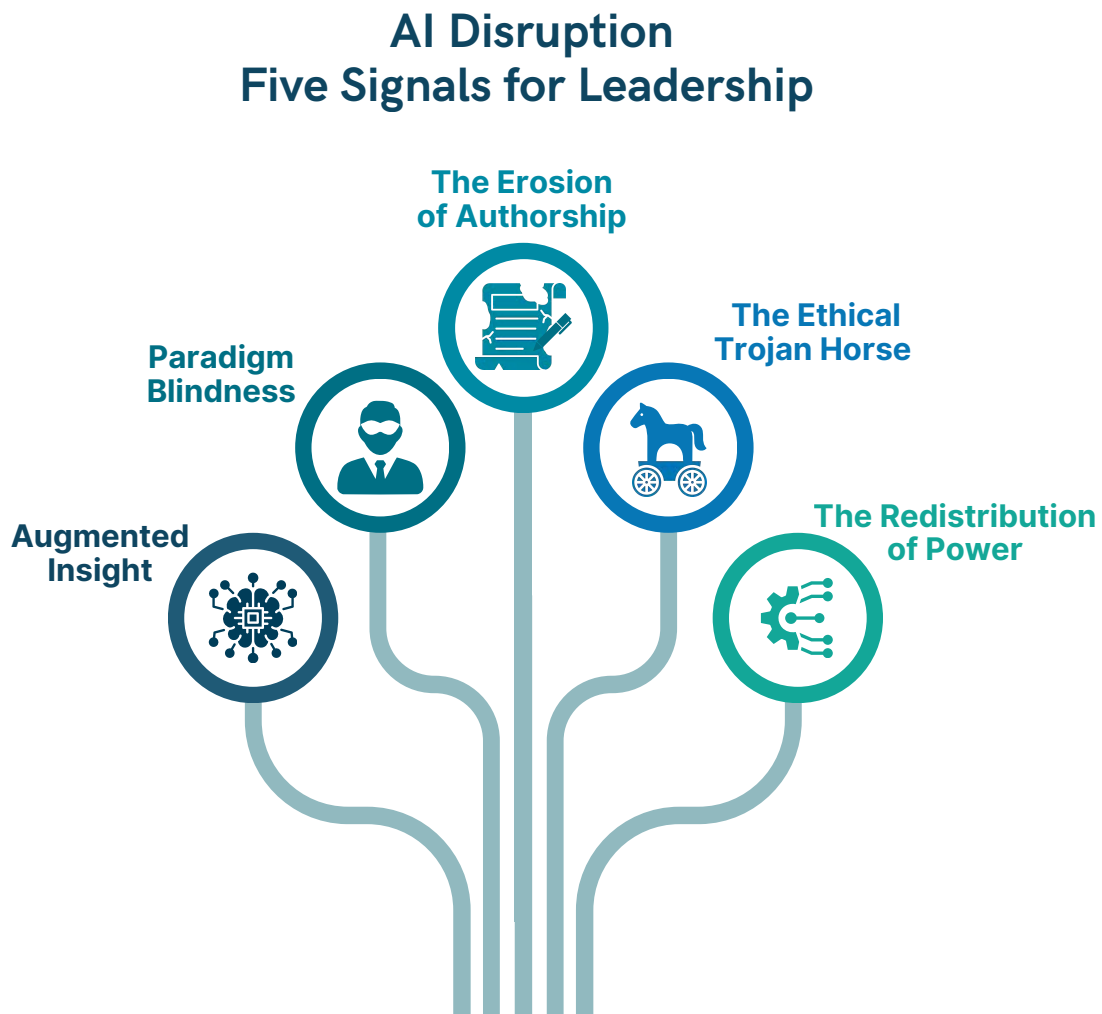 AI Disruption
Five Signals for Leadership
The Erosion
of Authorship
The Ethical
Trojan Horse
Paradigm
Blindness
The Redistribution
of Power
Augmented
Insight